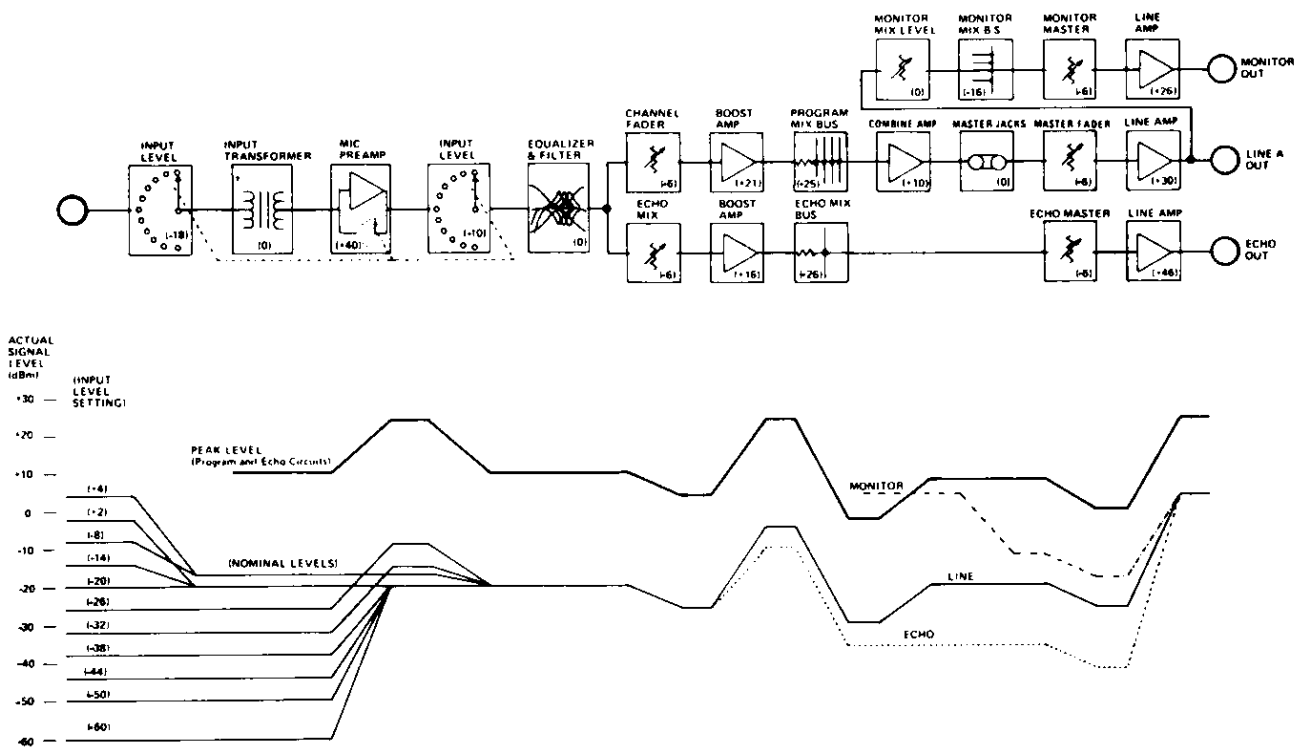 MONITOR
MIX LEVEL
MONITOR
MIX B S
MONITOR
MASTER
LINE
AMP
(0)
(-16)
(-6)
(+26)
MONITOR
OUT
INPUT
LEVEL
INPUT
TRANSFORMER
MIC
PREAMP
INPUT
LEVEL
EQUALIZER
& FILTER
CHANNEL
FADER
BOOST
AMP
PROGRAM
MIX BUS
COMBINE AMP
MASTER JACKS
MASTER FADER
LINE AMP
(-18)
(0)
(+40)
(-10)
(0)
(-6)
(+21)
(-25)
(+10)
(0)
(-6)
(+30)
LINE A
OUT
ECHO
MIX
BOOST
AMP
ECHO MIX
BUS
ECHO MASTER
LINE AMP
(-6)
(+16)
(-26)
(-6)
(+46)
ECHO
OUT
ACTUAL
SIGNAL
LEVEL
(dBm)
(INPUT
LEVEL
SETTING)
+30
+20
+10
0
-10
-20
-30
-40
-50
-60
(+4)
(+2)
(-8)
(-14)
(-20)
(-26)
(-32)
(-38)
(-44)
(-50)
(-60)
PEAK LEVEL
(Program and Echo Circuits)
(NOMINAL LEVELS)
MONITOR
LINE
ECHO